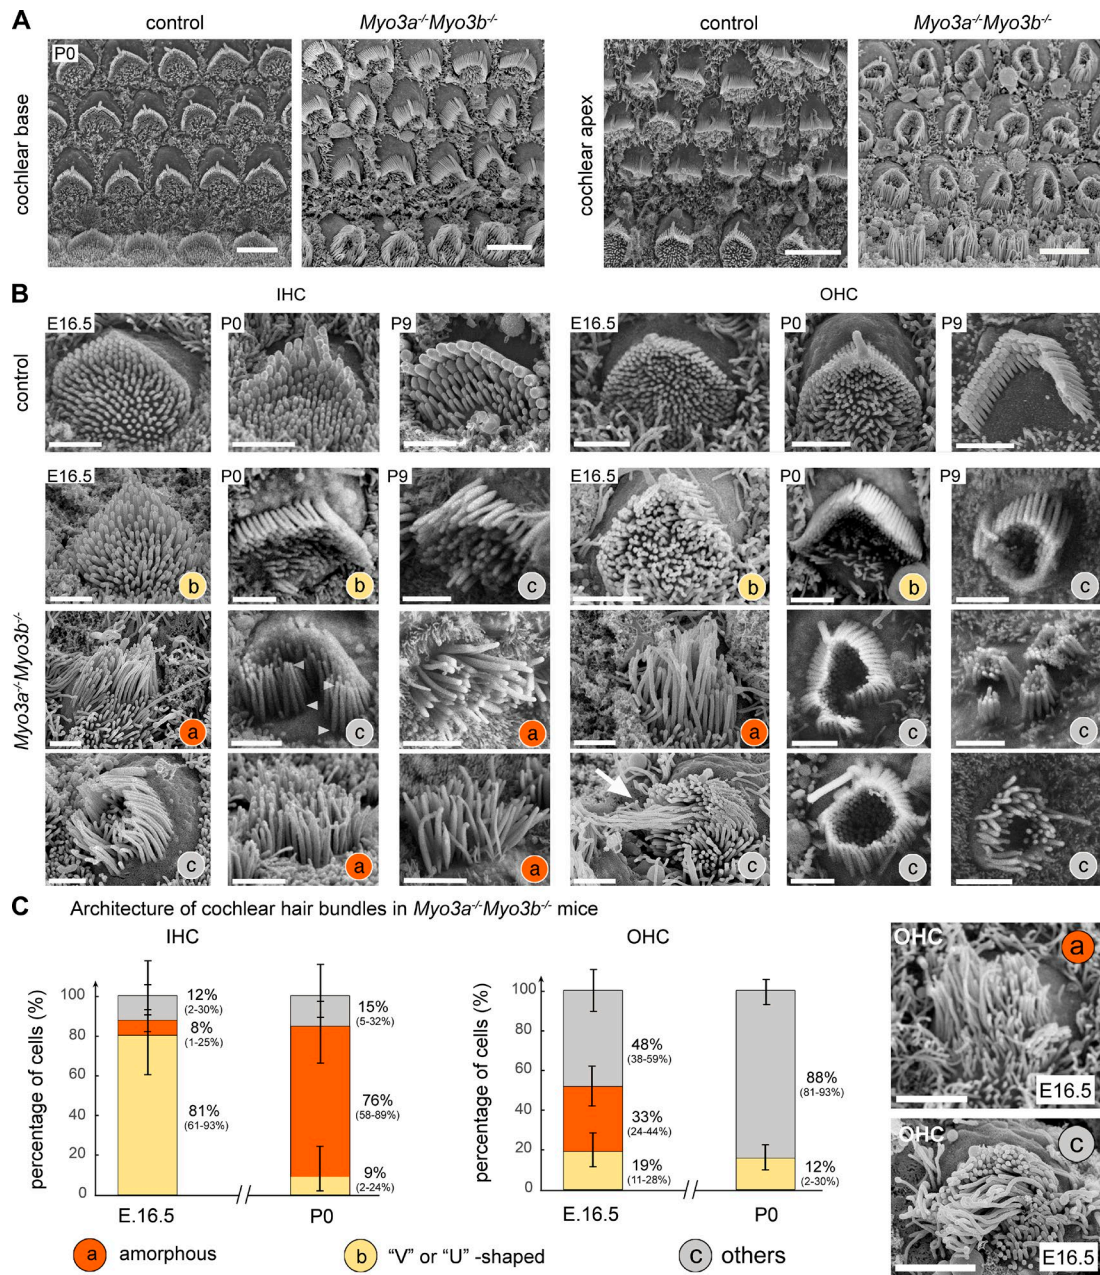 A
control
Myo3a-/-Myo3b-/-
control
Myo3a-/-Myo3b-/-
P0
cochlear base
cochlear apex
B
IHC
OHC
control
E16.5
P0
P9
E16.5
P0
P9
Myo3a-/-Myo3b-/-
E16.5
P0
P9
E16.5
P0
P9
b
b
c
b
b
c
a
c
a
a
c
c
c
a
a
c
c
c
C
Architecture of cochlear hair bundles in Myo3a-/-Myo3b-/- mice
IHC
percentage of cells (%)
100
80
60
40
20
0
12%
(2-30%)
8%
(1-25%)
81%
(61-93%)
15%
(5-32%)
76%
(58-89%)
9%
(2-24%)
E.16.5
P0
OHC
percentage of cells (%)
100
80
60
40
20
0
48%
(38-59%)
33%
(24-44%)
19%
(11-28%)
88%
(81-93%)
12%
(2-30%)
E.16.5
P0
a amorphous
b "V" or "U" -shaped
c others
OHC
a
E16.5
OHC
c
E16.5